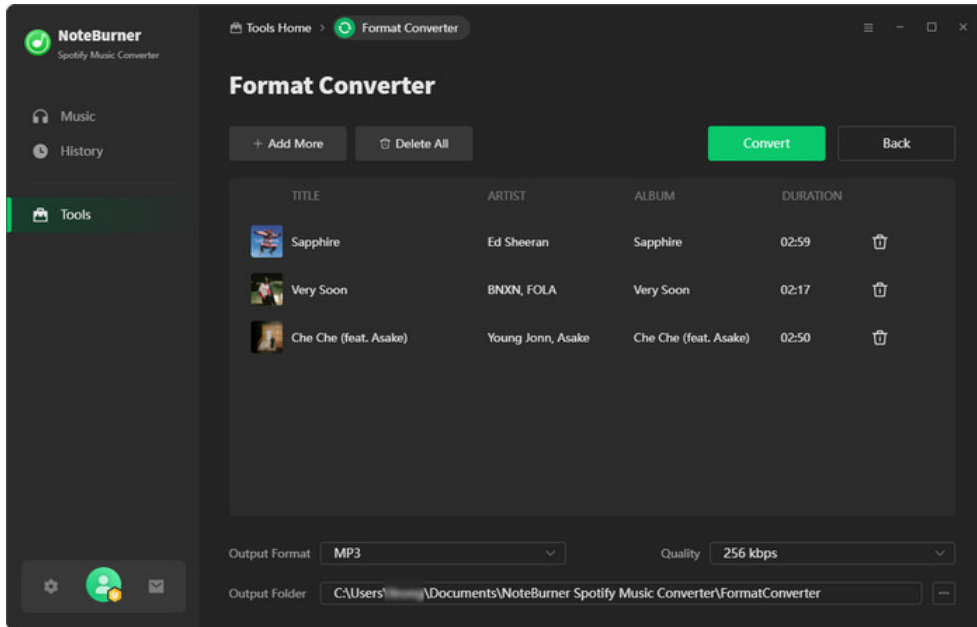 NoteBurner
Spotify Music Converter
Music
History
Tools
Tools Home > Format Converter
Format Converter
+ Add More
Delete All
Convert
Back
TITLE ARTIST ALBUM DURATION
Sapphire Ed Sheeran Sapphire 02:59
Very Soon BNXN, FOLA Very Soon 02:17
Che Che (feat. Asake) Young Jonn, Asake Che Che (feat. Asake) 02:50
Output Format MP3 Quality 256 kbps
Output Folder C:\Users\ \Documents\NoteBurner Spotify Music Converter\FormatConverter